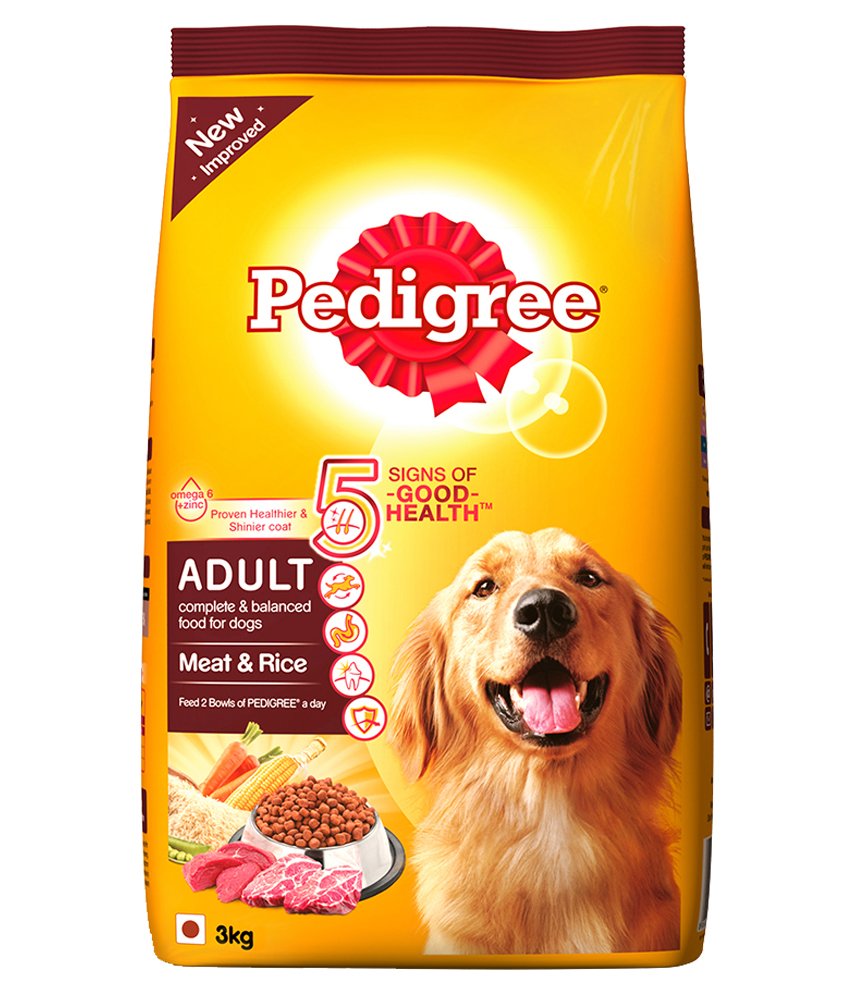 New
Improved
Pedigree®
5 SIGNS OF
-GOOD-
HEALTH™
omega 6
+zinc
Proven Healthier &
Shinier coat
ADULT
complete & balanced
food for dogs
Meat & Rice
Feed 2 Bowls of PEDIGREE® a day
3kg